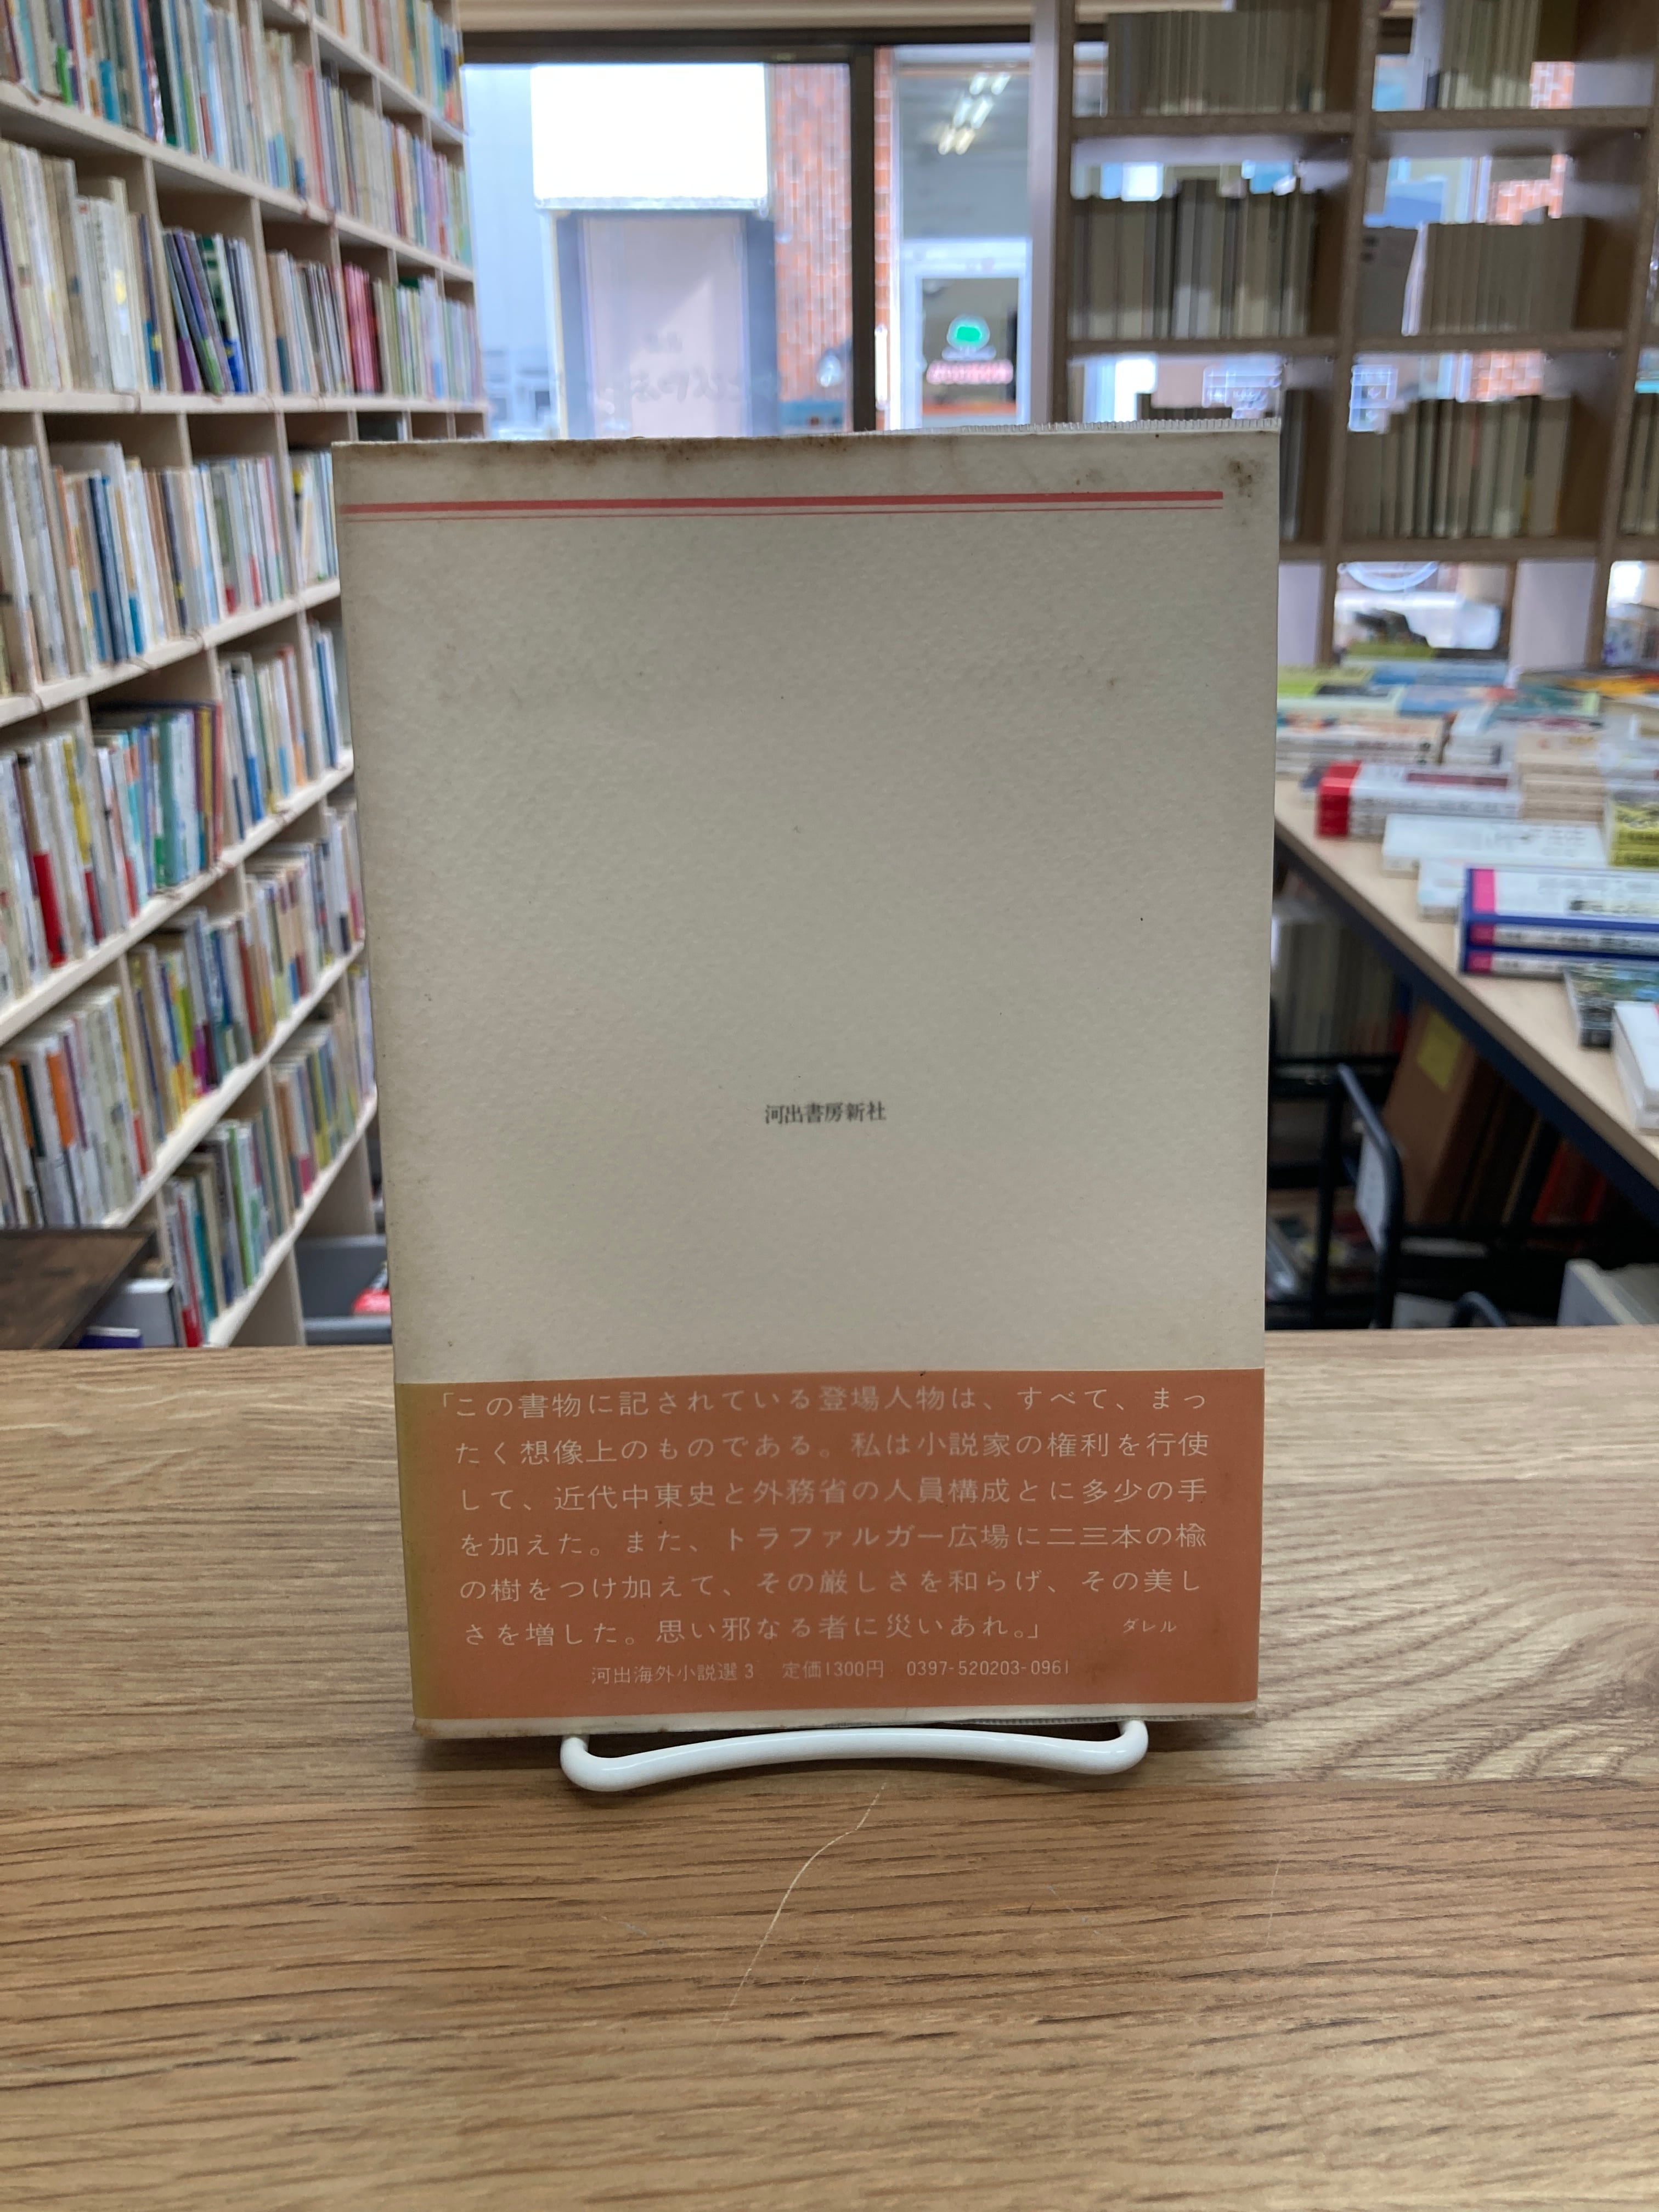 河出書房新社
「この書物に記されている登場人物は、すべて、まっ
たく想像上のものである。私は小説家の権利を行使
して、近代中東史と外務省の人員構成とに多少の手
を加えた。また、トラファルガー広場に二三本の楡
の樹をつけ加えて、その厳しさを和らげ、その美し
さを増した。思い邪なる者に災いあれ。」 ダレル
河出海外小説選 3 定価1300円 0397-520203-0961